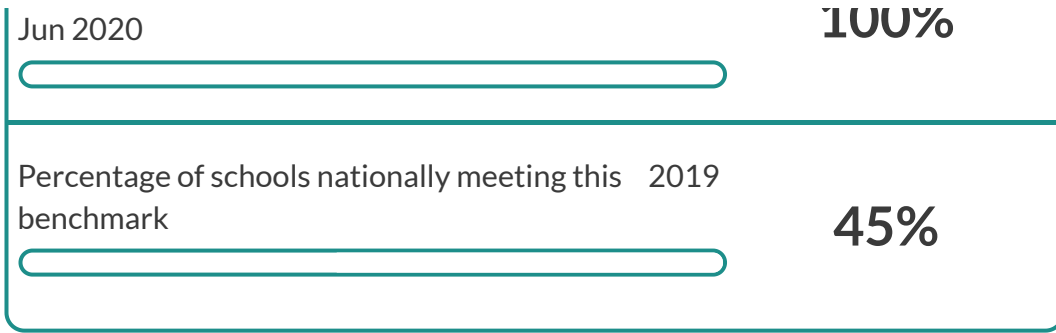 Jun 2020
100%
Percentage of schools nationally meeting this 2019
benchmark
45%